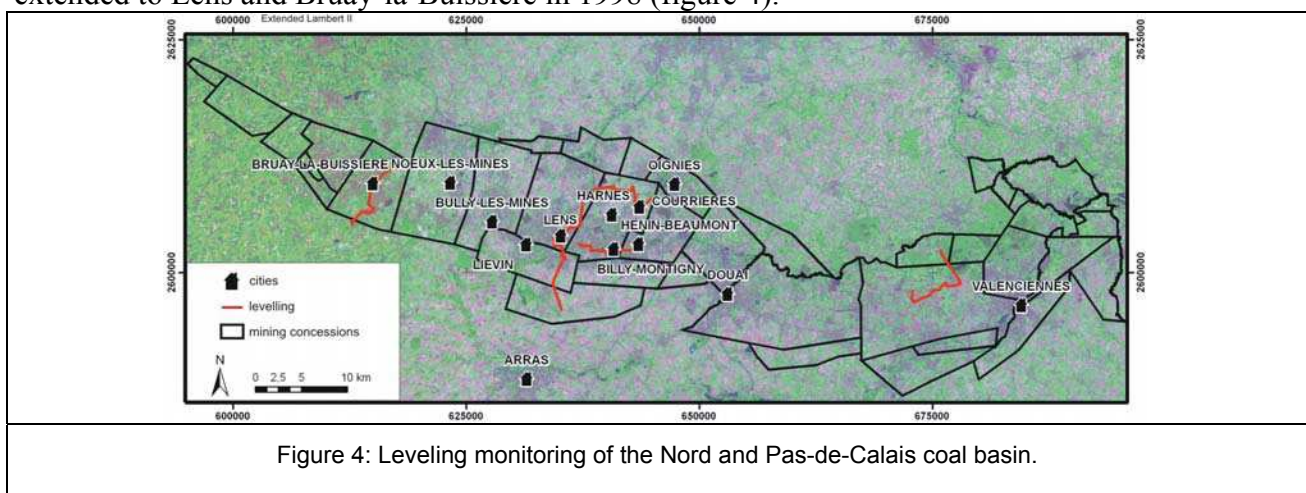 extended to Lens and Bruay-la-Buissière in 1998 (figure 4).
600000 Extended Lambert II 625000 650000 675000
2625000 2625000
BRUAY-LA-BUISSIERE NOEUX-LES-MINES OIGNIES
HARNES COURRIERES
BULLY-LES-MINES LENS HENIN-BEAUMONT
LIEVIN BILLY-MONTIGNY DOUAI
2600000 2600000
VALENCIENNES
cities
levelling
mining concessions
ARRAS
N
0 2,5 5 10 km
600000 625000 650000 675000
Figure 4: Leveling monitoring of the Nord and Pas-de-Calais coal basin.